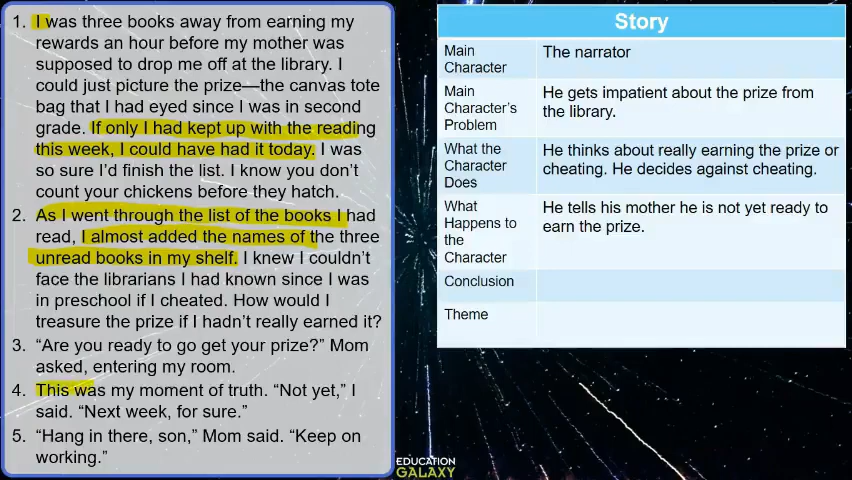 1. I was three books away from earning my
rewards an hour before my mother was
supposed to drop me off at the library. I
could just picture the prize—the canvas tote
bag that I had eyed since I was in second
grade. If only I had kept up with the reading
this week, I could have had it today. I was
so sure I'd finish the list. I know you don't
count your chickens before they hatch.
2. As I went through the list of the books I had
read, I almost added the names of the three
unread books in my shelf. I knew I couldn't
face the librarians I had known since I was
in preschool if I cheated. How would I
treasure the prize if I hadn't really earned it?
3. “Are you ready to go get your prize?” Mom
asked, entering my room.
4. This was my moment of truth. “Not yet,” I
said. “Next week, for sure.”
5. “Hang in there, son,” Mom said. “Keep on
working.”
Story
Main
Character
The narrator
Main
Character's
Problem
He gets impatient about the prize from
the library.
What the
Character
Does
He thinks about really earning the prize or
cheating. He decides against cheating.
What
Happens to
the
Character
He tells his mother he is not yet ready to
earn the prize.
Conclusion
Theme
EDUCATION
GALAXY